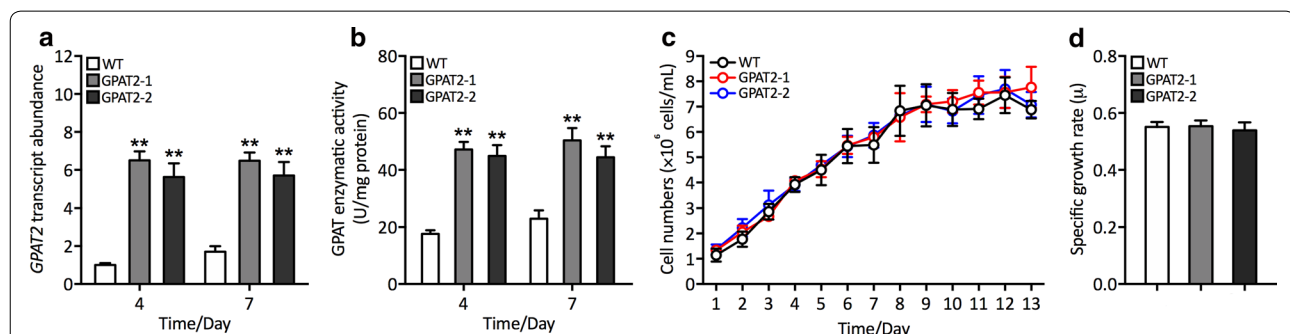 a
GPAT2 transcript abundance
12
10
8
6
4
2
0
WT
GPAT2-1
GPAT2-2
** **
** **
4 7
Time/Day
b
GPAT enzymatic activity
(U/mg protein)
80
60
40
20
0
WT
GPAT2-1
GPAT2-2
** **
** **
4 7
Time/Day
c
Cell numbers (×10⁶ cells/mL)
9
8
7
6
5
4
3
2
1
0
WT
GPAT2-1
GPAT2-2
1 2 3 4 5 6 7 8 9 10 11 12 13
Time/Day
d
Specific growth rate (μ)
0.8
0.6
0.4
0.2
0.0
WT
GPAT2-1
GPAT2-2